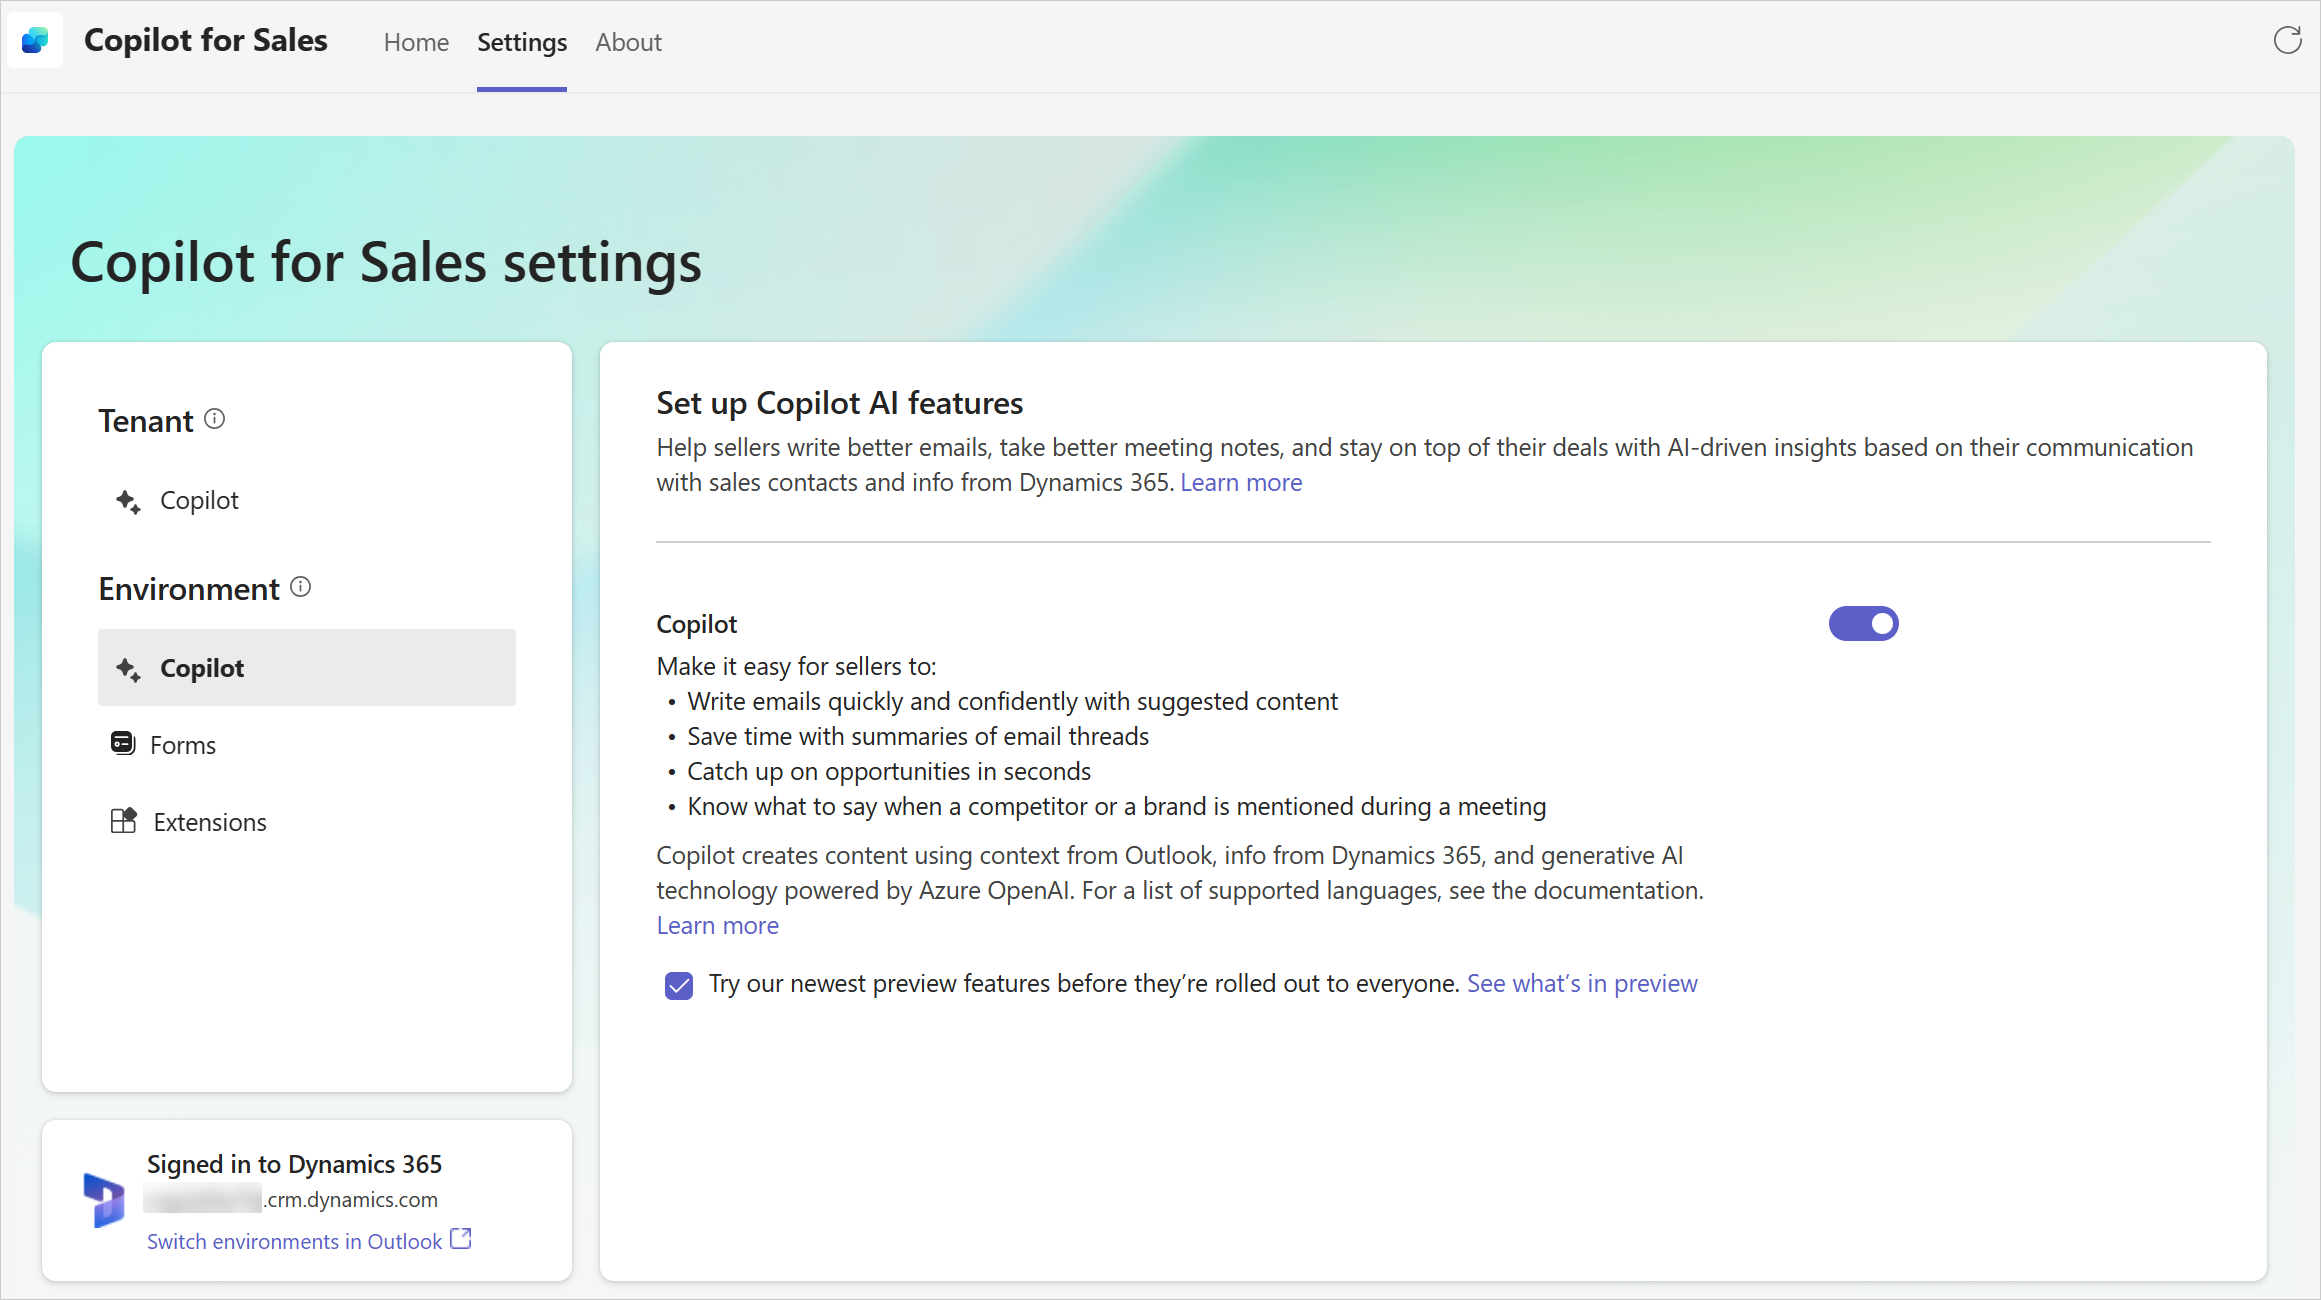 Copilot for Sales
Home
Settings
About
Copilot for Sales settings
Tenant
Copilot
Environment
Copilot
Forms
Extensions
Signed in to Dynamics 365
.crm.dynamics.com
Switch environments in Outlook
Set up Copilot AI features
Help sellers write better emails, take better meeting notes, and stay on top of their deals with AI-driven insights based on their communication
with sales contacts and info from Dynamics 365. Learn more
Copilot
Make it easy for sellers to:
• Write emails quickly and confidently with suggested content
• Save time with summaries of email threads
• Catch up on opportunities in seconds
• Know what to say when a competitor or a brand is mentioned during a meeting
Copilot creates content using context from Outlook, info from Dynamics 365, and generative AI
technology powered by Azure OpenAI. For a list of supported languages, see the documentation.
Learn more
Try our newest preview features before they’re rolled out to everyone. See what’s in preview